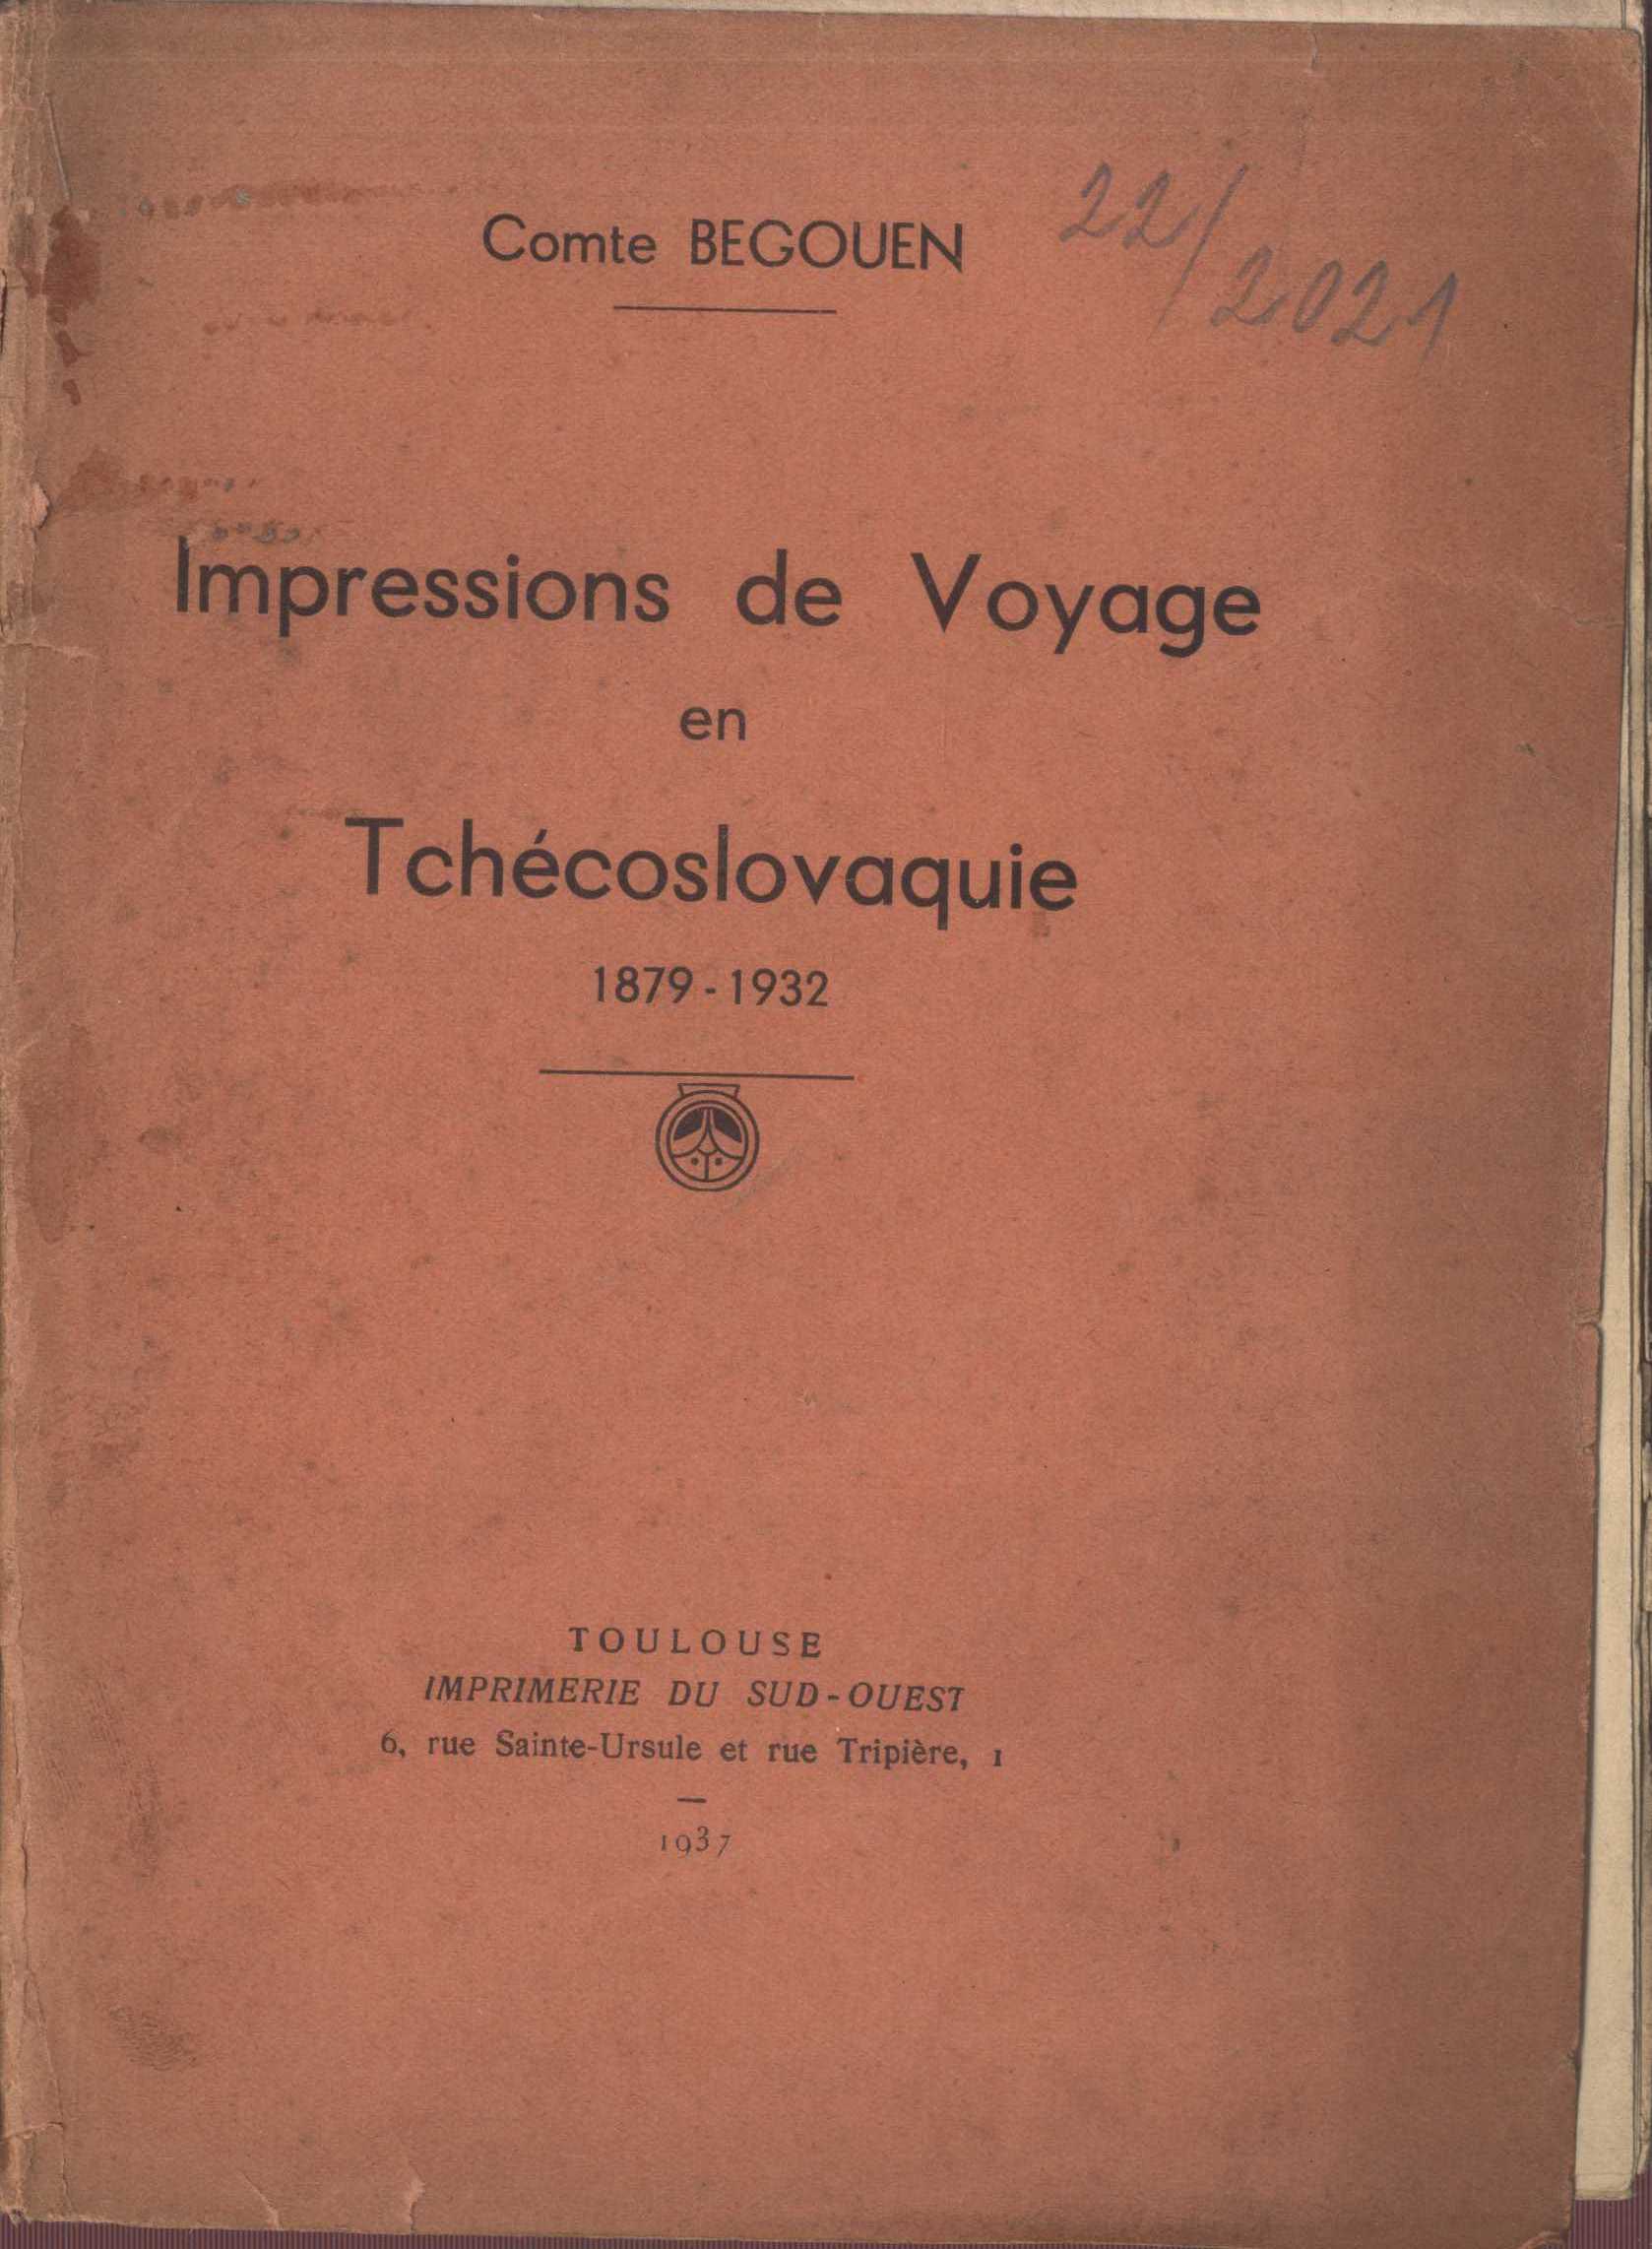 Comte BEGOUEN
22/2021
Impressions de Voyage
en
Tchécoslovaquie
1879-1932
TOULOUSE
IMPRIMERIE DU SUD-OUEST
6, rue Sainte-Ursule et rue Tripière, 1
1937